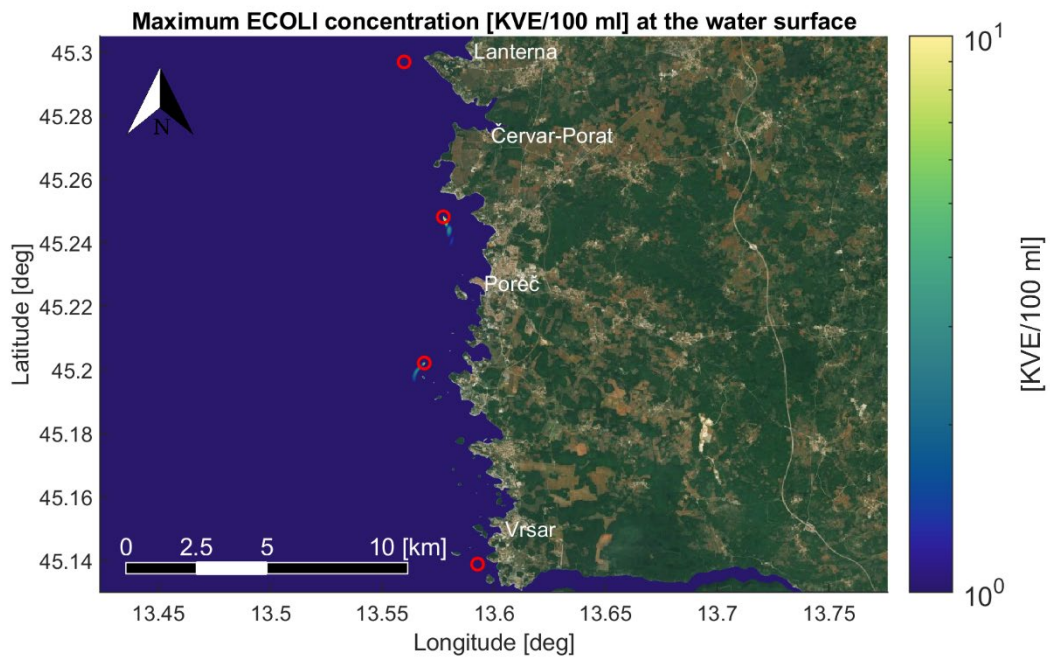 Maximum ECOLI concentration [KVE/100 ml] at the water surface
45.3
45.28
45.26
45.24
45.22
45.2
45.18
45.16
45.14
Latitude [deg]
N
Lanterna
Červar-Porat
Poreč
Vrsar
0 2.5 5 10 [km]
13.45 13.5 13.55 13.6 13.65 13.7 13.75
Longitude [deg]
10^1
10^0
[KVE/100 ml]